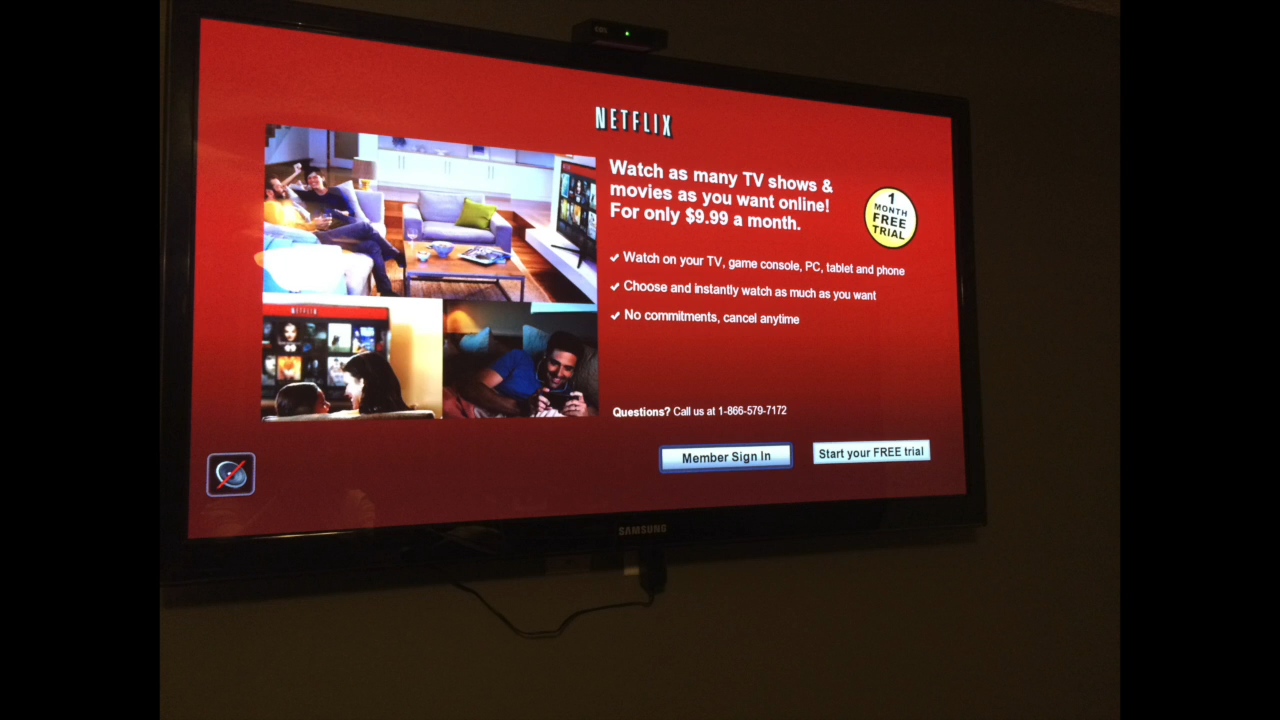 NETFLIX
Watch as many TV shows &
movies as you want online!
For only $9.99 a month.
1
MONTH
FREE
TRIAL
✔ Watch on your TV, game console, PC, tablet and phone
✔ Choose and instantly watch as much as you want
✔ No commitments, cancel anytime
NETFLIX
Questions? Call us at 1-866-579-7172
Member Sign In
Start your FREE trial
SAMSUNG